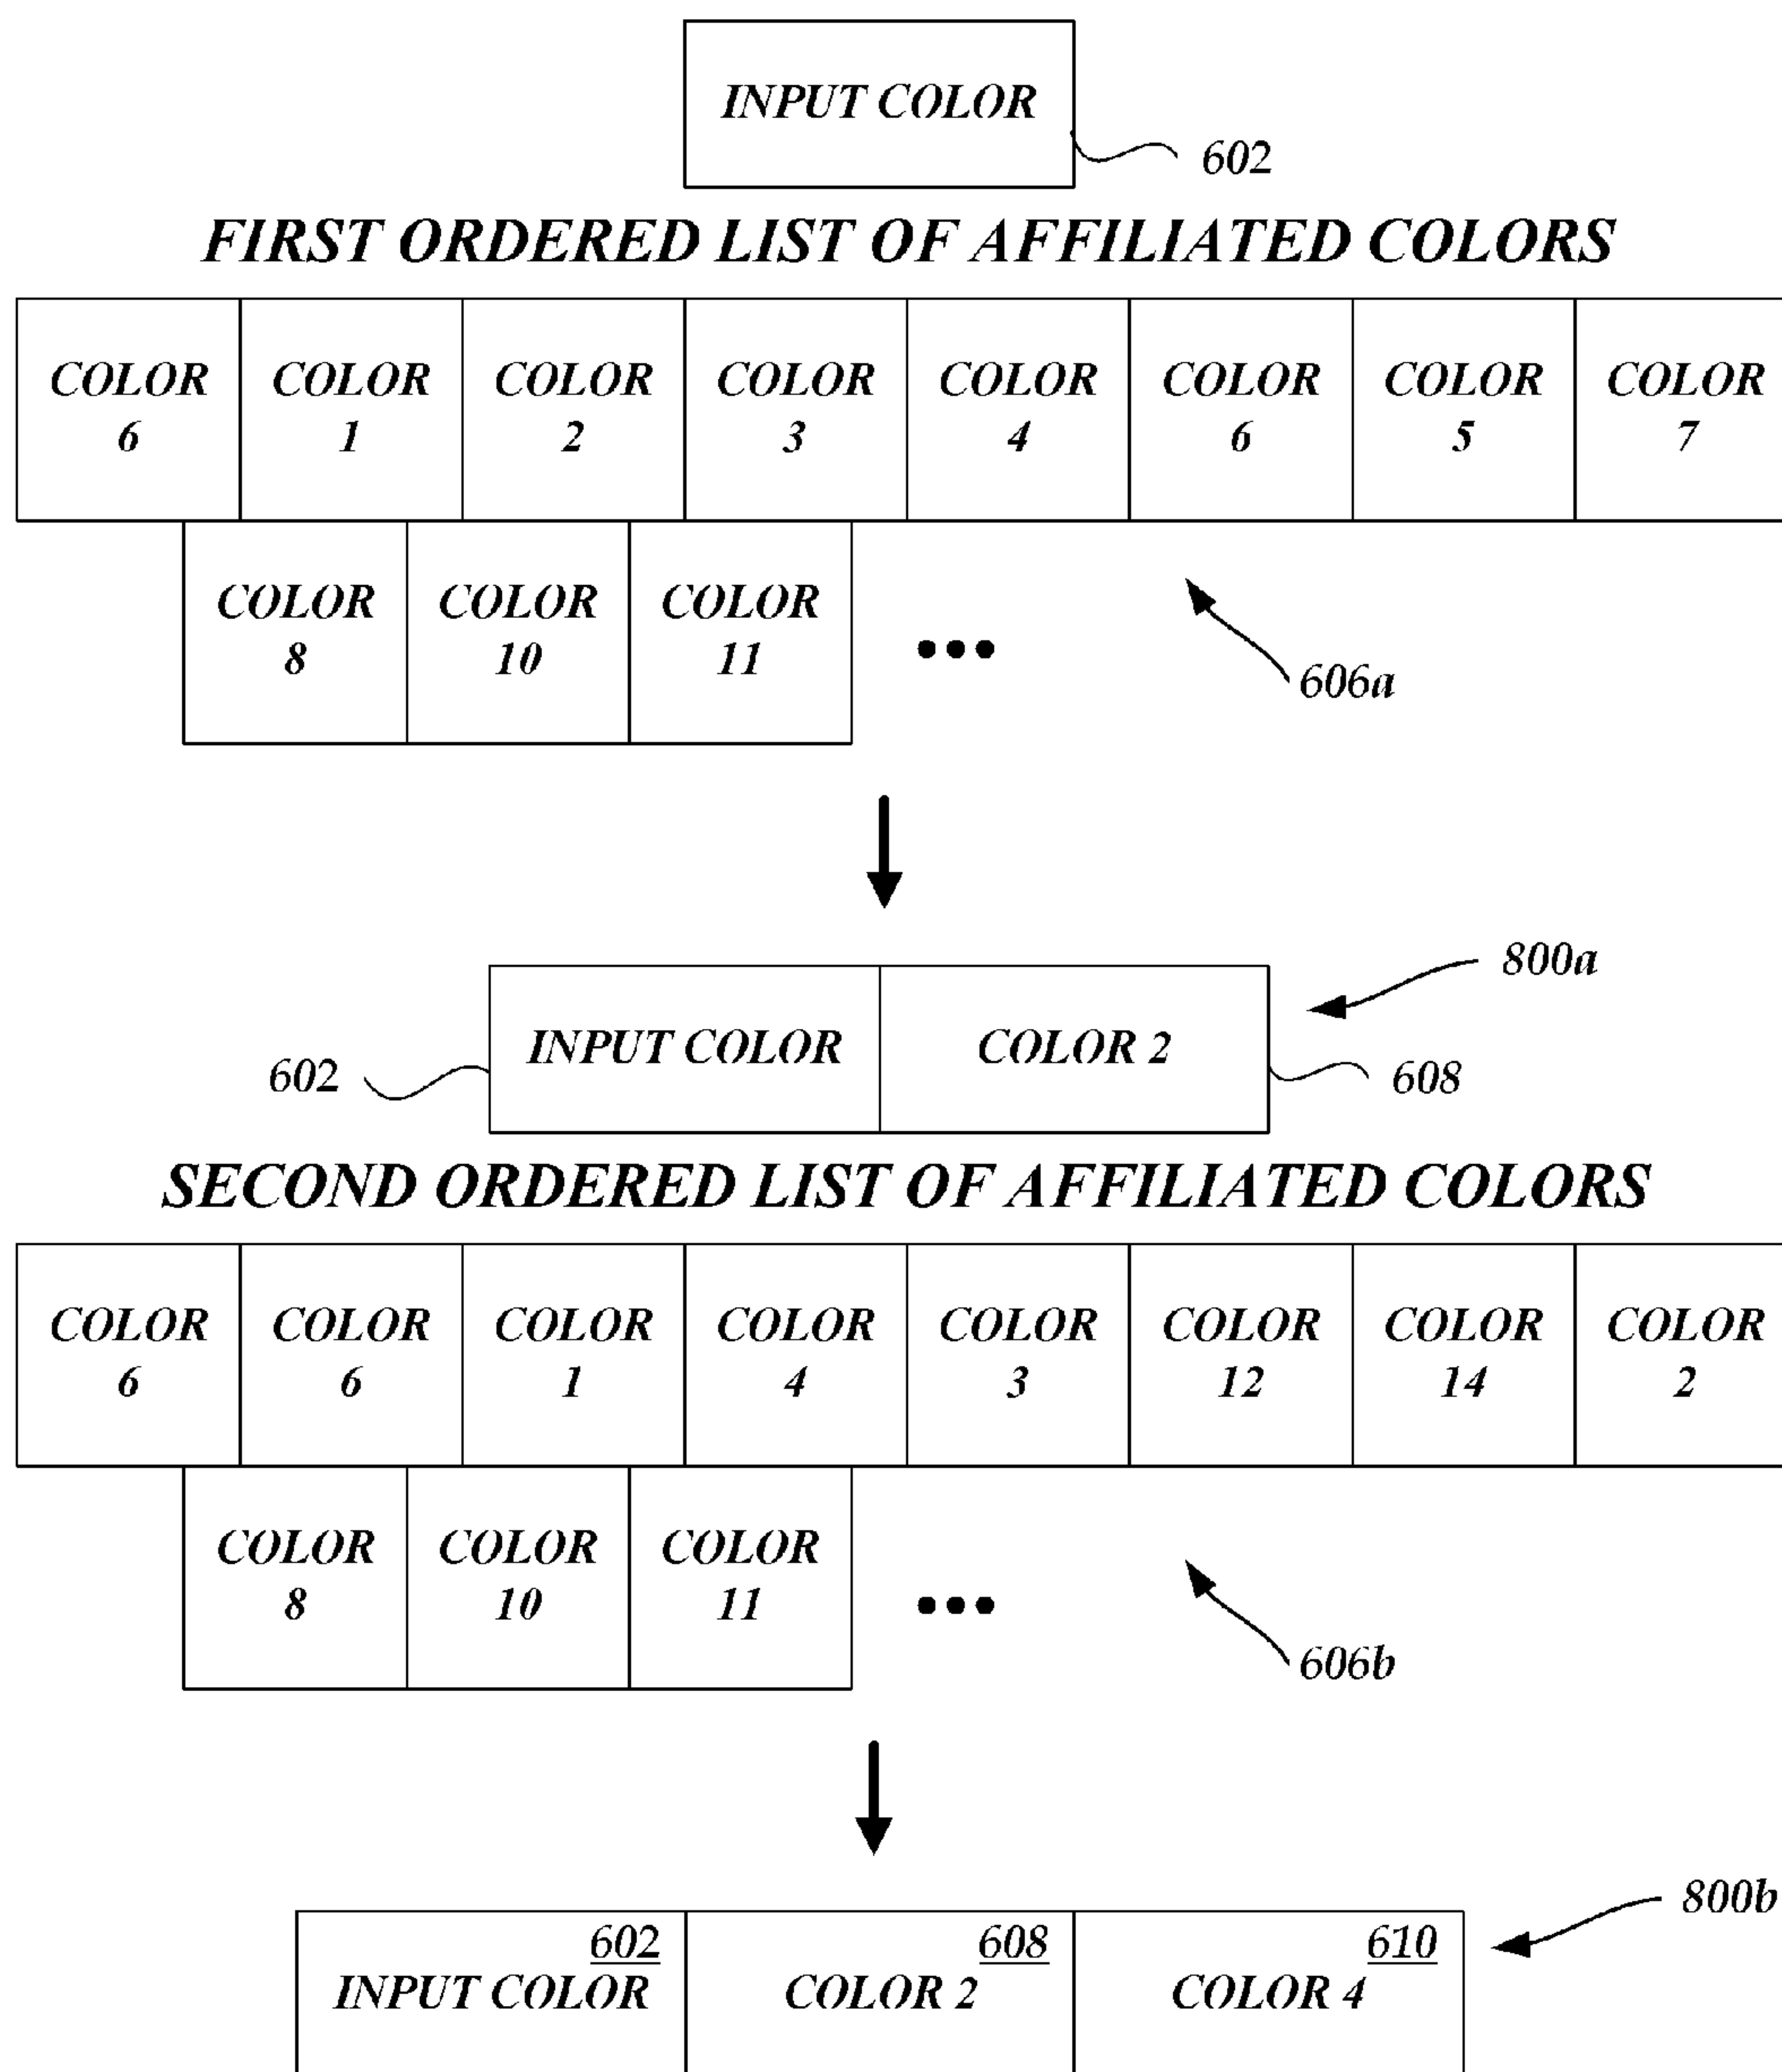 INPUT COLOR
602
FIRST ORDERED LIST OF AFFILIATED COLORS
COLOR COLOR COLOR COLOR COLOR COLOR COLOR COLOR
6 1 2 3 4 6 5 7
COLOR COLOR COLOR
8 10 11
•••
606a
800a
INPUT COLOR COLOR 2
602
608
SECOND ORDERED LIST OF AFFILIATED COLORS
COLOR COLOR COLOR COLOR COLOR COLOR COLOR COLOR
6 6 1 4 3 12 14 2
COLOR COLOR COLOR
8 10 11
•••
606b
800b
602 608 610
INPUT COLOR COLOR 2 COLOR 4